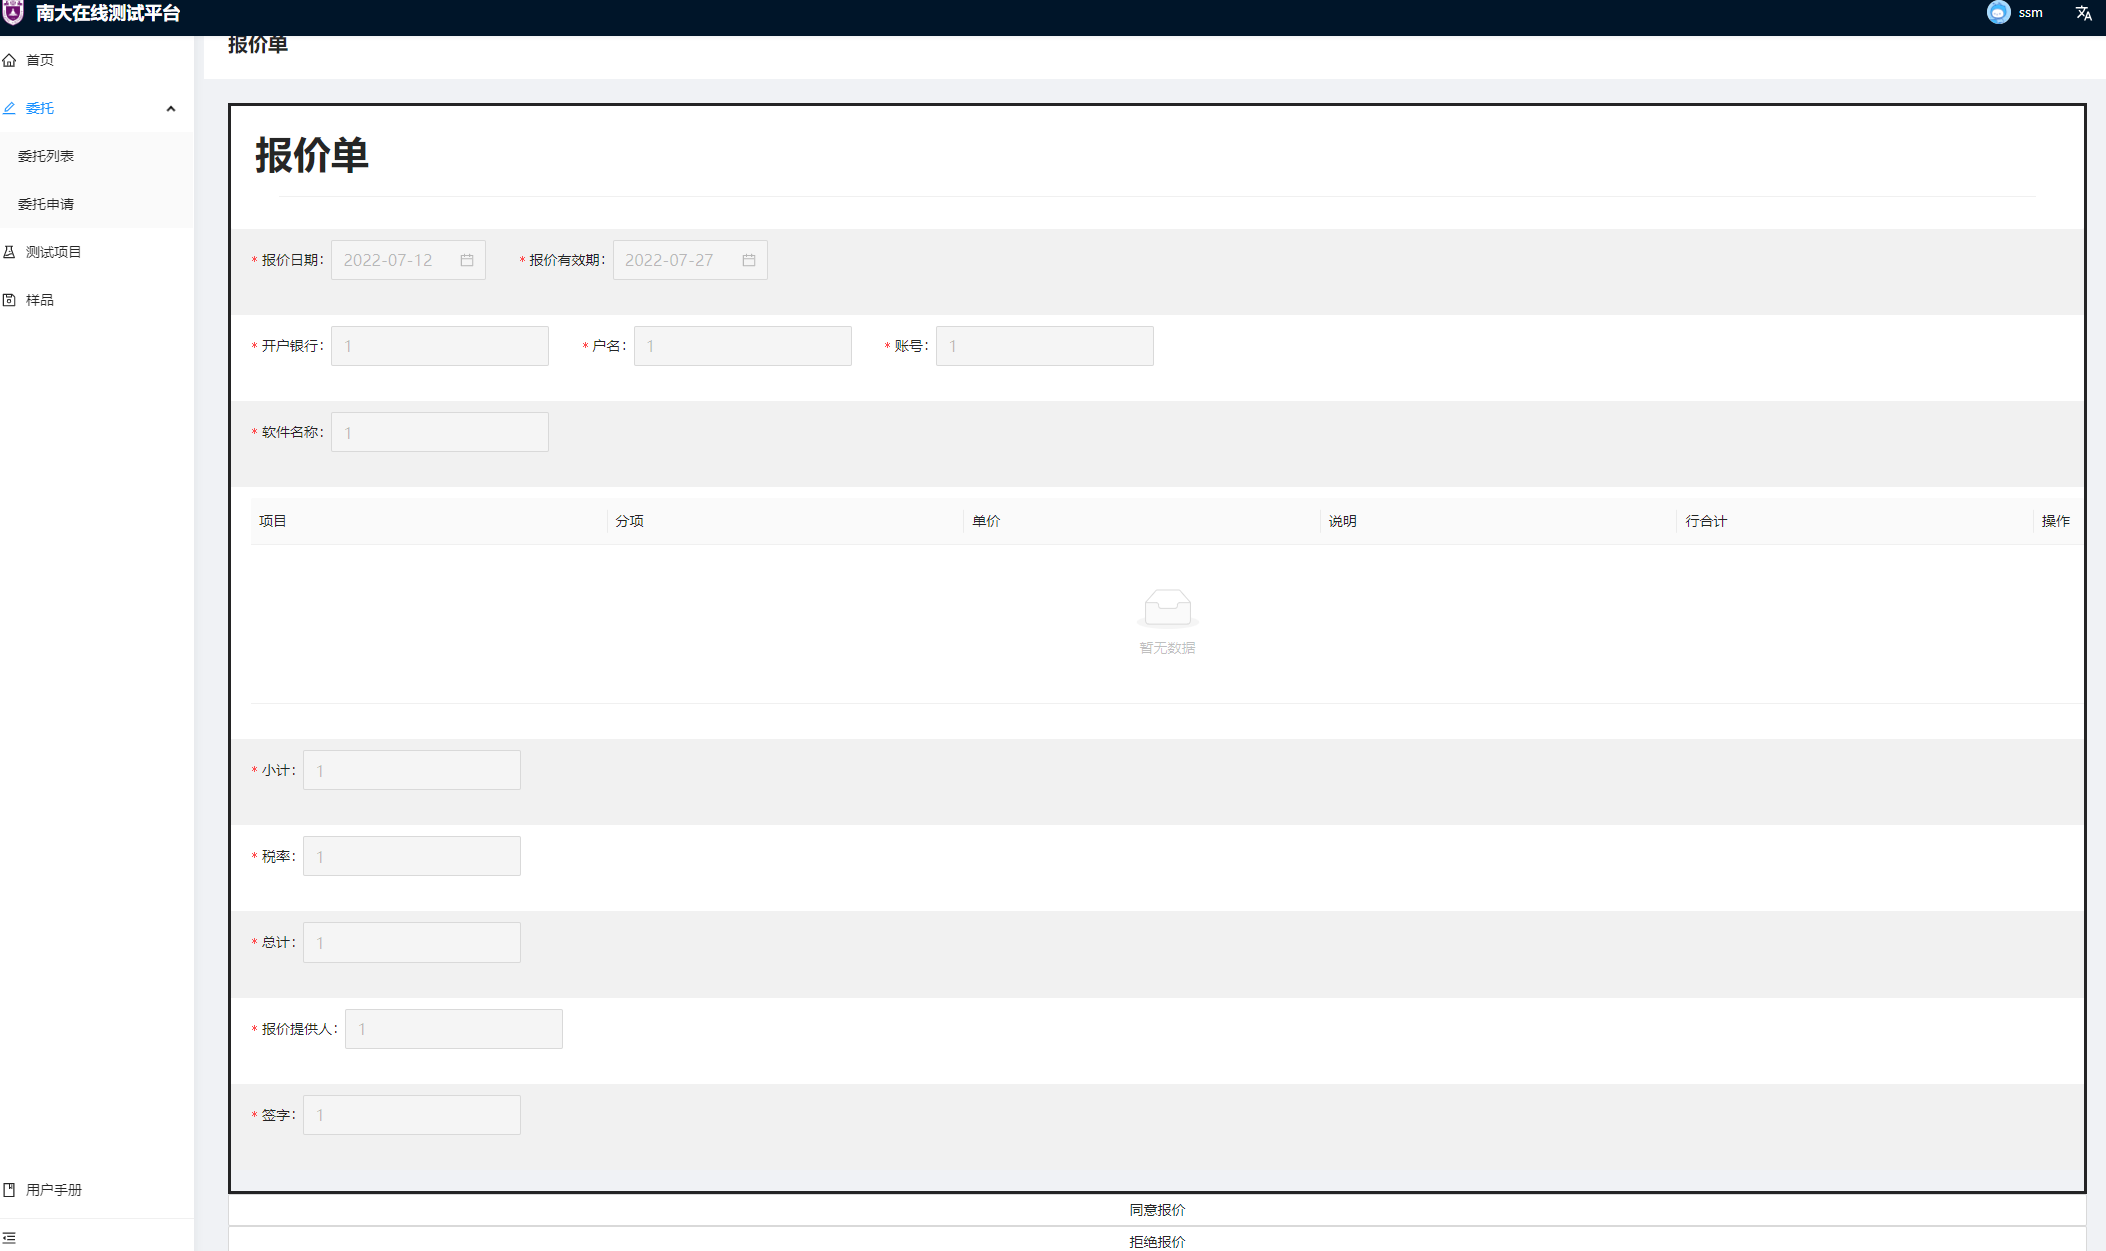 南大在线测试平台
ssm
首页
委托
委托列表
委托申请
测试项目
样品
用户手册
报价单
报价单
* 报价日期: 2022-07-12 * 报价有效期: 2022-07-27
* 开户银行: 1 * 户名: 1 * 账号: 1
* 软件名称: 1
项目 分项 单价 说明 行合计 操作
暂无数据
* 小计: 1
* 税率: 1
* 总计: 1
* 报价提供人: 1
* 签字: 1
同意报价
拒绝报价